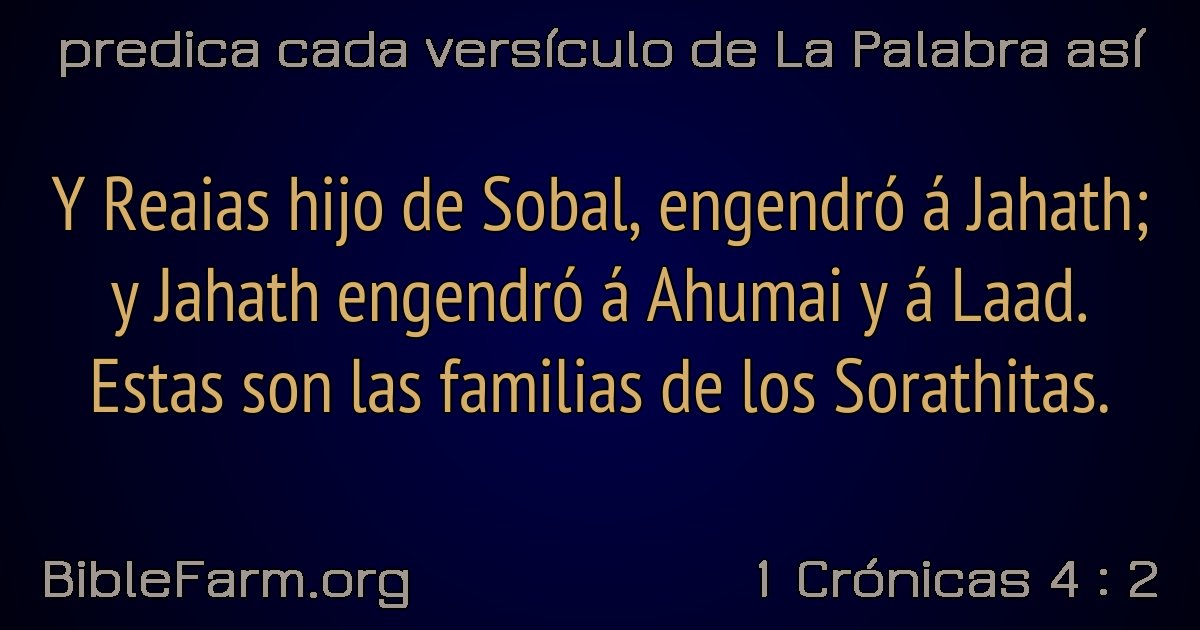 predica cada versículo de La Palabra así
Y Reaias hijo de Sobal, engendró á Jahath;
y Jahath engendró á Ahumai y á Laad.
Estas son las familias de los Sorathitas.
BibleFarm.org
1 Crónicas 4 : 2